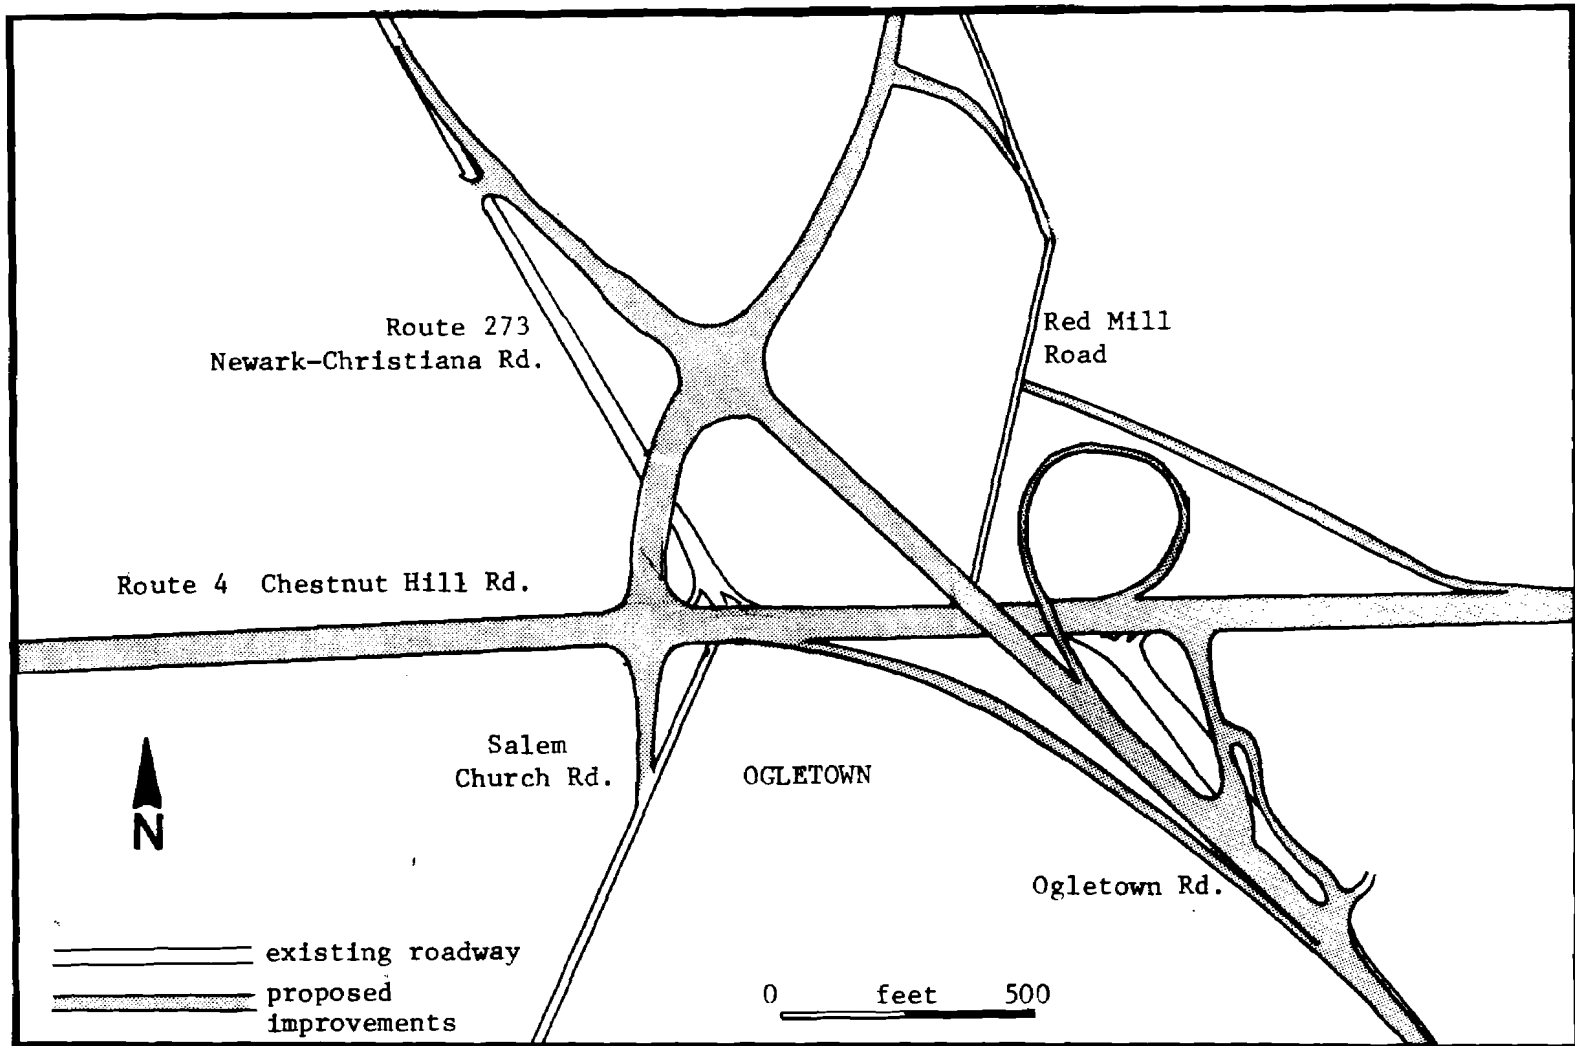 Route 273
Newark-Christiana Rd.
Red Mill
Road
Route 4 Chestnut Hill Rd.
Salem
Church Rd.
OGLETOWN
N
Ogletown Rd.
existing roadway
proposed
improvements
0 feet 500